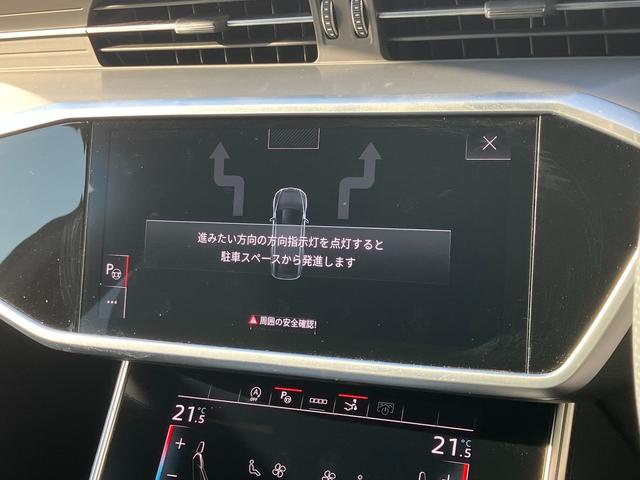 進みたい方向の方向指示灯を点灯すると
駐車スペースから発進します
P
...
周囲の安全確認!
OFF
P
21.5°C
21.5°C
+
+
-
-